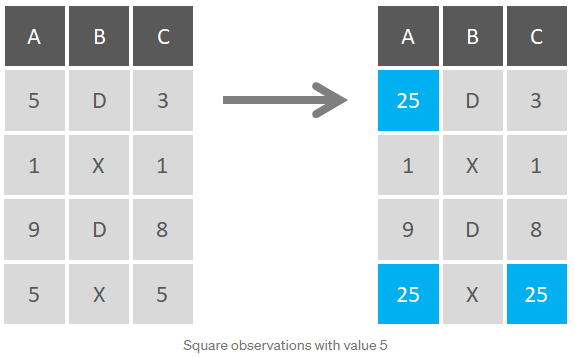 A B C A B C
5 D 3 25 D 3
1 X 1 1 X 1
9 D 8 9 D 8
5 X 5 25 X 25
Square observations with value 5